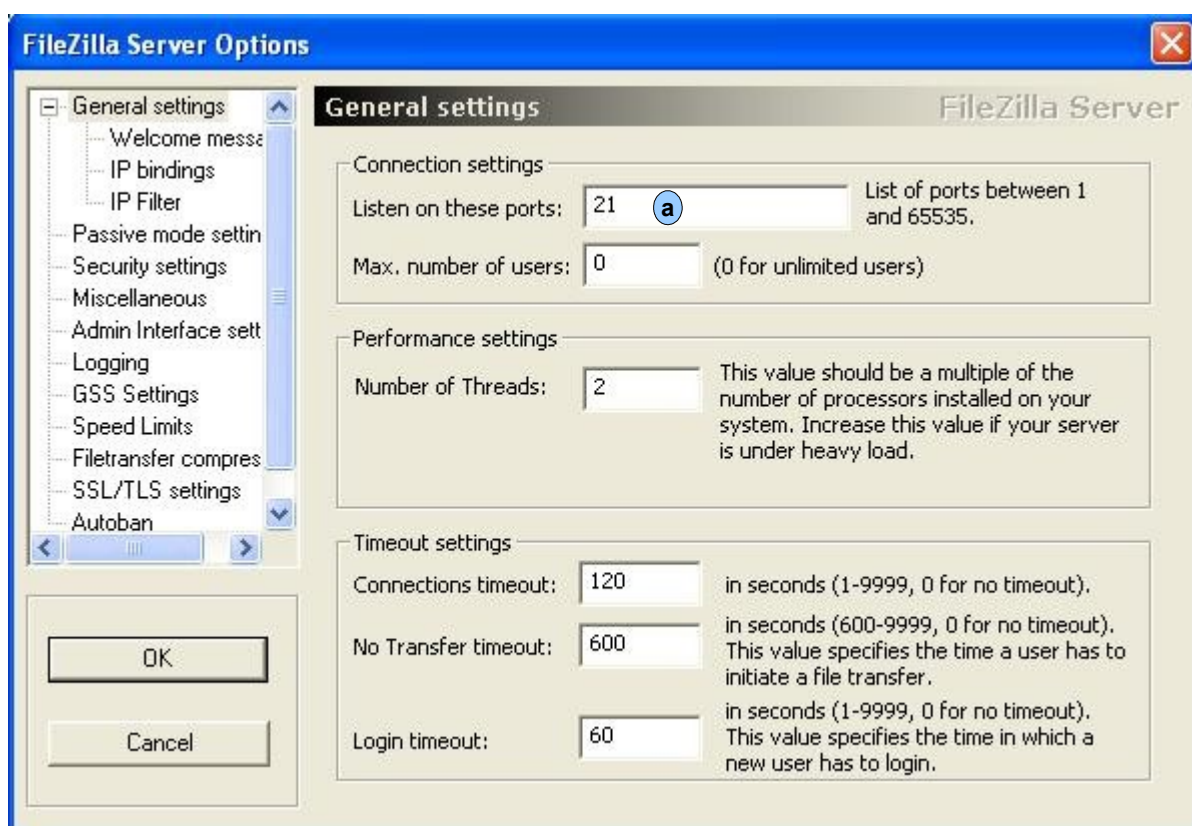 FileZilla Server Options
General settings
Welcome messa
IP bindings
IP Filter
Passive mode settin
Security settings
Miscellaneous
Admin Interface sett
Logging
GSS Settings
Speed Limits
Filetransfer compres
SSL/TLS settings
Autoban
OK
Cancel
General settings
FileZilla Server
Connection settings
Listen on these ports: 21 a List of ports between 1
and 65535.
Max. number of users: 0 (0 for unlimited users)
Performance settings
Number of Threads: 2 This value should be a multiple of the
number of processors installed on your
system. Increase this value if your server
is under heavy load.
Timeout settings
Connections timeout: 120 in seconds (1-9999, 0 for no timeout).
No Transfer timeout: 600 in seconds (600-9999, 0 for no timeout).
This value specifies the time a user has to
initiate a file transfer.
Login timeout: 60 in seconds (1-9999, 0 for no timeout).
This value specifies the time in which a
new user has to login.